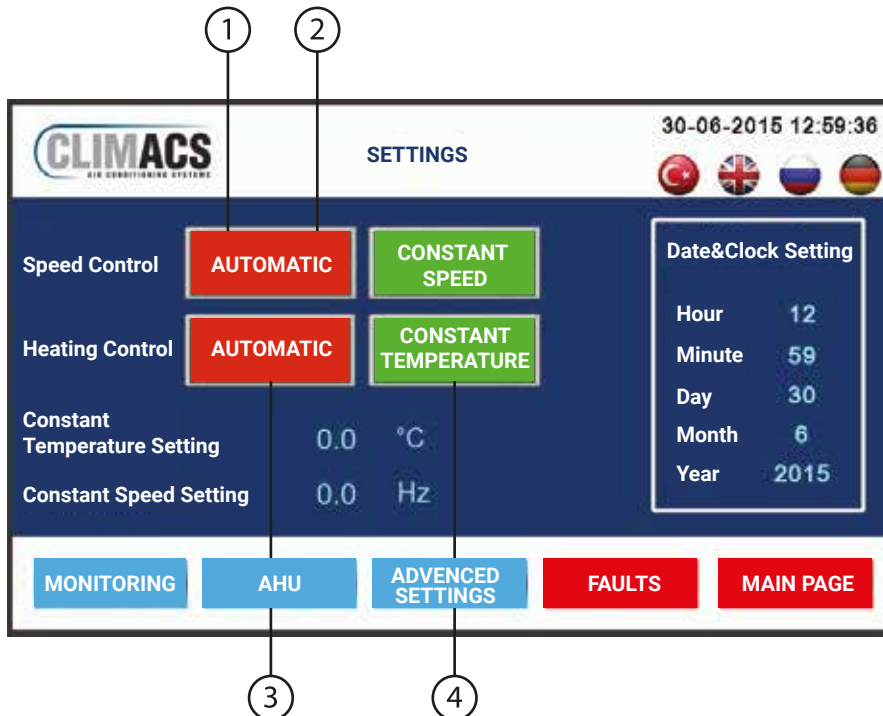 1 2
CLIMACS
AIR CONDITIONING SYSTEMS
SETTINGS
30-06-2015 12:59:36
Speed Control
AUTOMATIC
CONSTANT
SPEED
Heating Control
AUTOMATIC
CONSTANT
TEMPERATURE
Constant
Temperature Setting
0.0 °C
Constant Speed Setting 0.0 Hz
Date&Clock Setting
Hour 12
Minute 59
Day 30
Month 6
Year 2015
MONITORING
AHU
ADVENCED
SETTINGS
FAULTS
MAIN PAGE
3 4